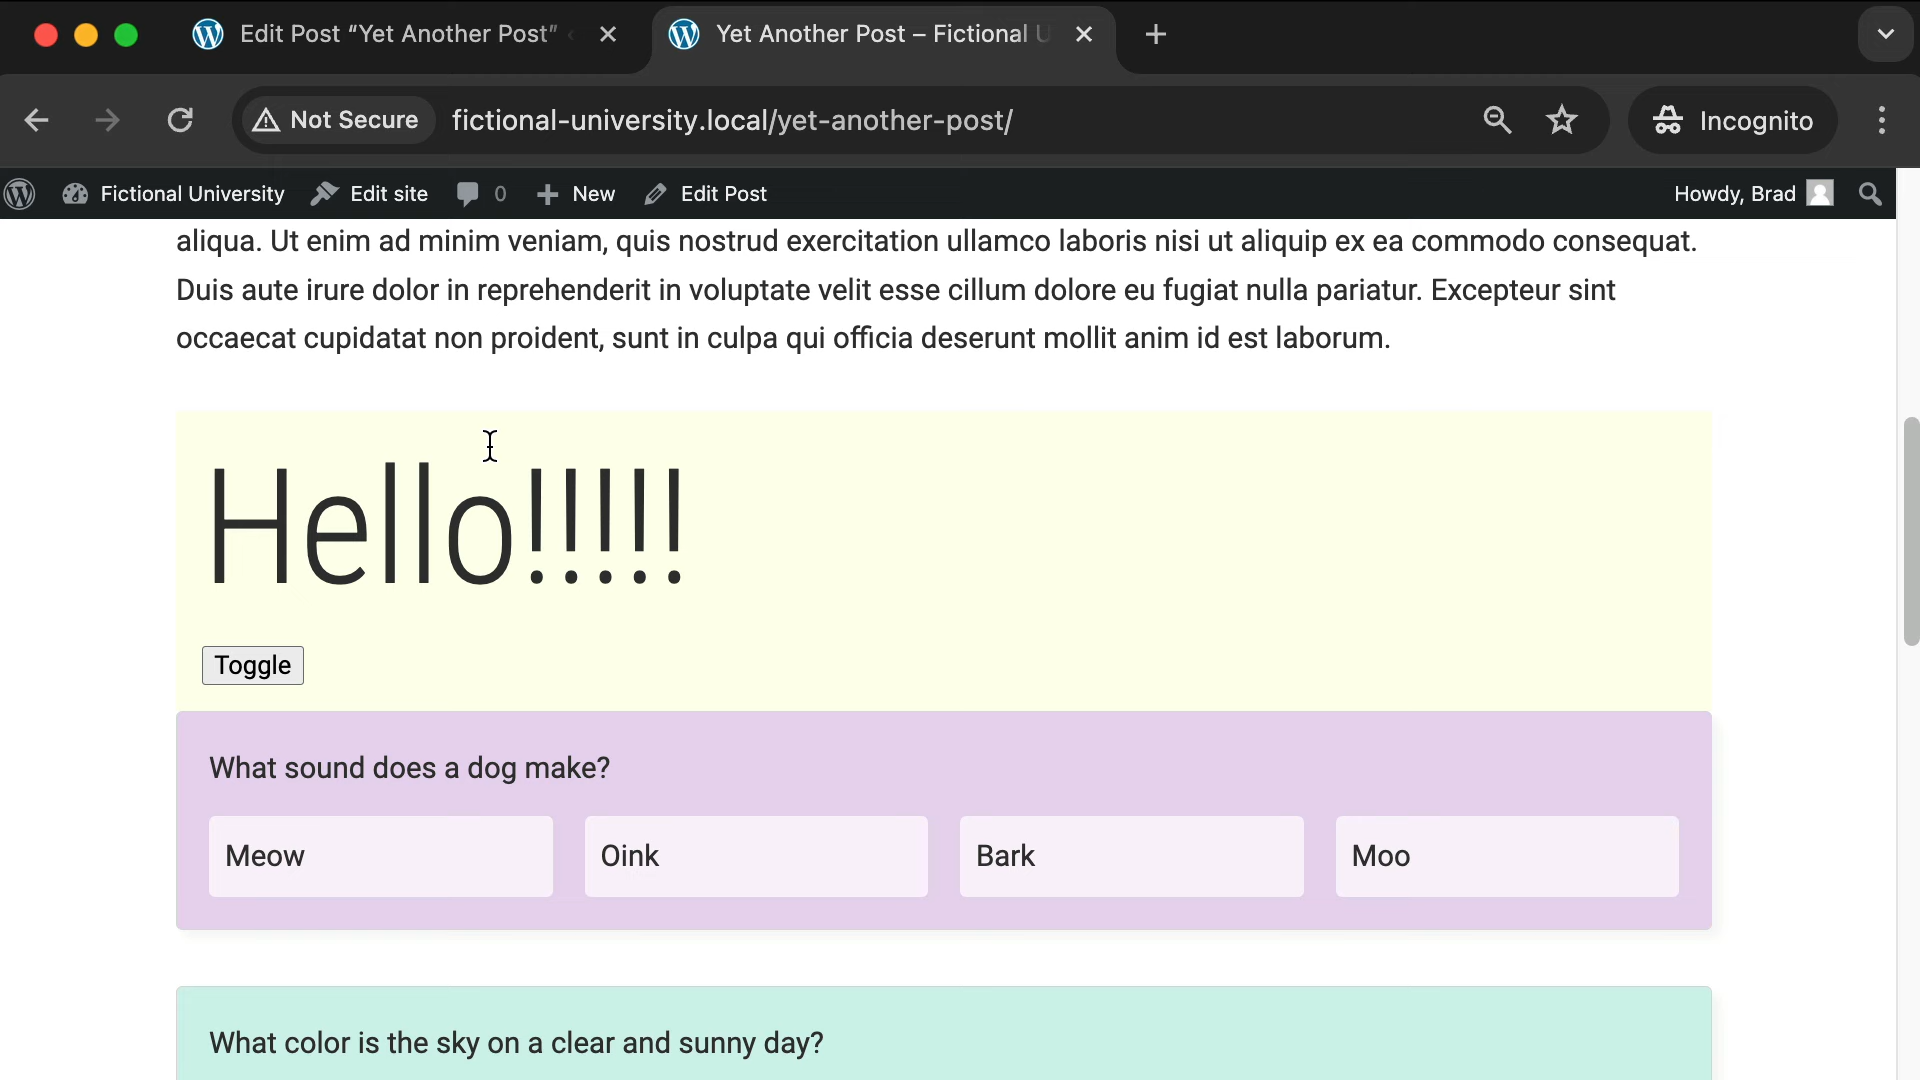 Edit Post “Yet Another Post”
Yet Another Post – Fictional U
Not Secure
fictional-university.local/yet-another-post/
Incognito
Fictional University
Edit site
0
New
Edit Post
Howdy, Brad
aliqua. Ut enim ad minim veniam, quis nostrud exercitation ullamco laboris nisi ut aliquip ex ea commodo consequat.
Duis aute irure dolor in reprehenderit in voluptate velit esse cillum dolore eu fugiat nulla pariatur. Excepteur sint
occaecat cupidatat non proident, sunt in culpa qui officia deserunt mollit anim id est laborum.
Hello!!!!!
Toggle
What sound does a dog make?
Meow
Oink
Bark
Moo
What color is the sky on a clear and sunny day?